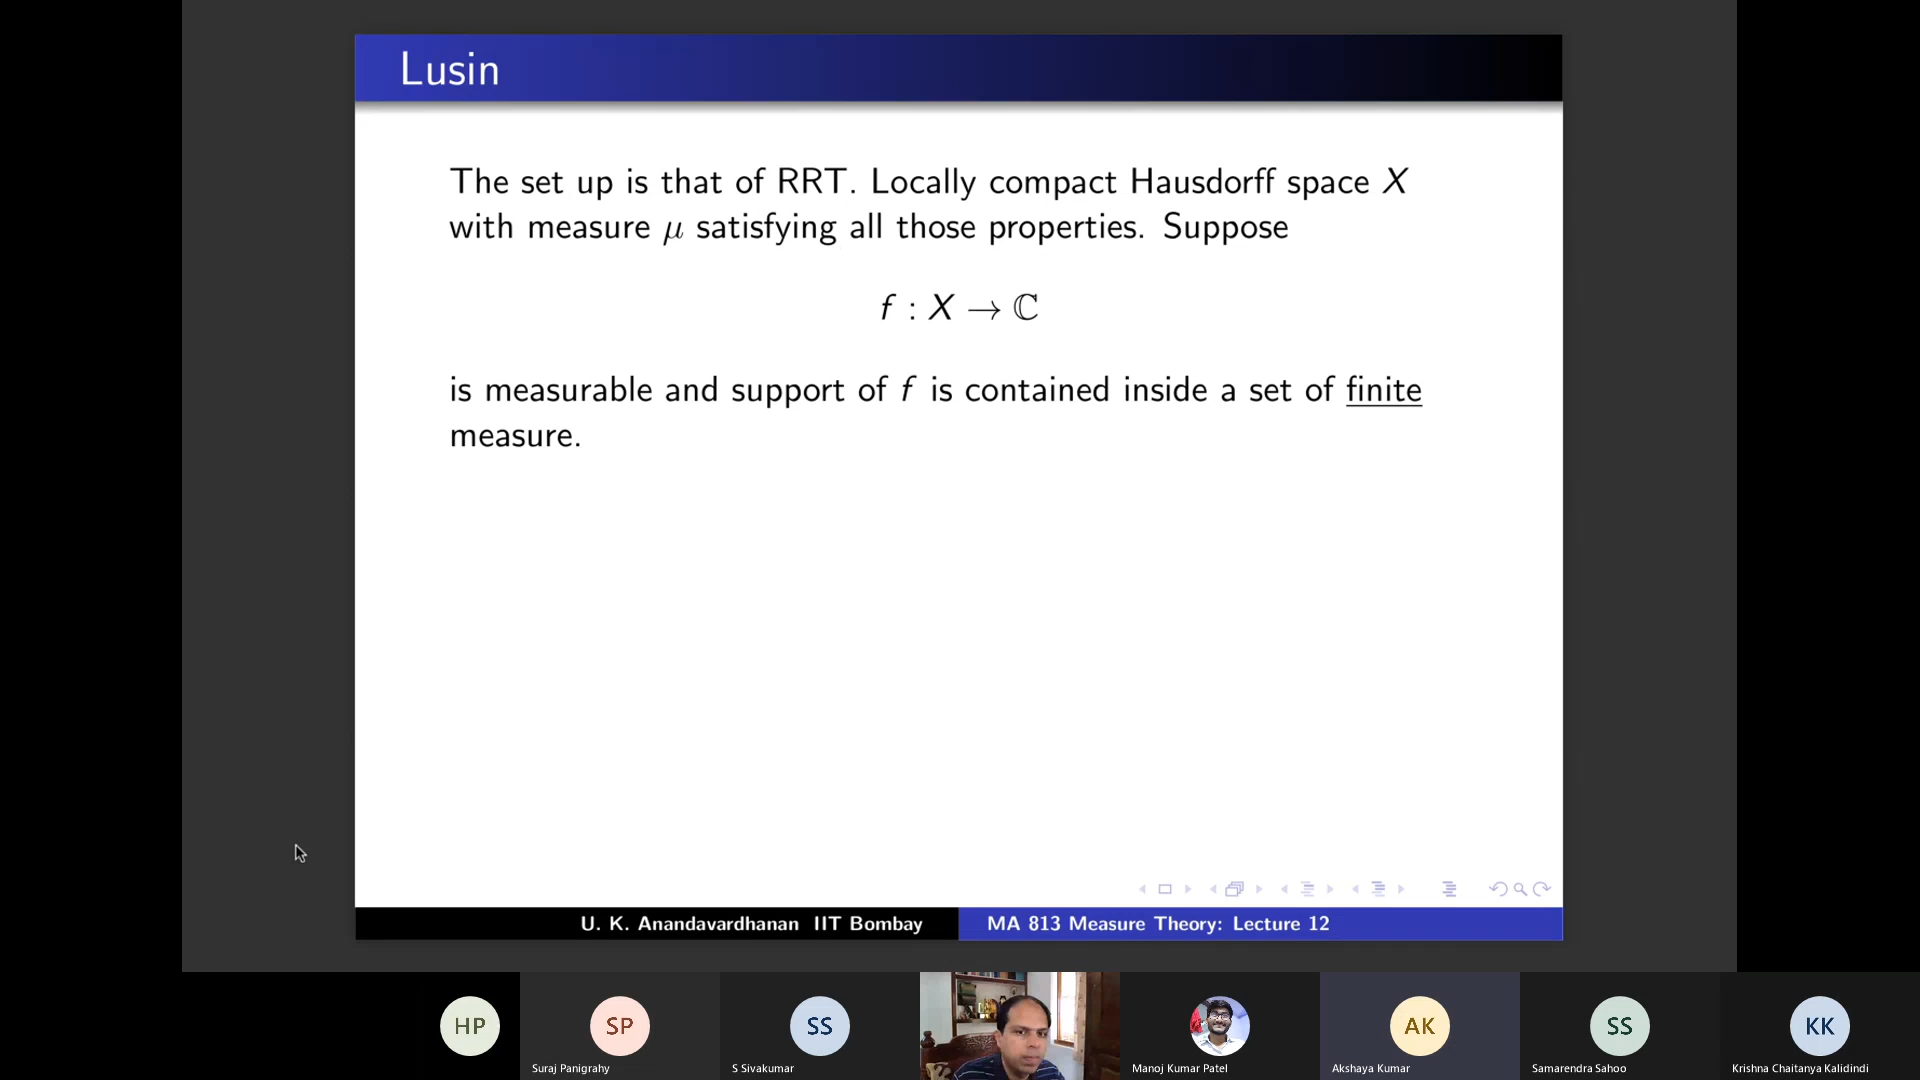 Lusin
The set up is that of RRT. Locally compact Hausdorff space X
with measure μ satisfying all those properties. Suppose
f : X → ℂ
is measurable and support of f is contained inside a set of finite
measure.
U. K. Anandavardhanan IIT Bombay
MA 813 Measure Theory: Lecture 12
HP
SP
SS
AK
SS
KK
Suraj Panigrahy
S Sivakumar
Manoj Kumar Patel
Akshaya Kumar
Samarendra Sahoo
Krishna Chaitanya Kalidindi